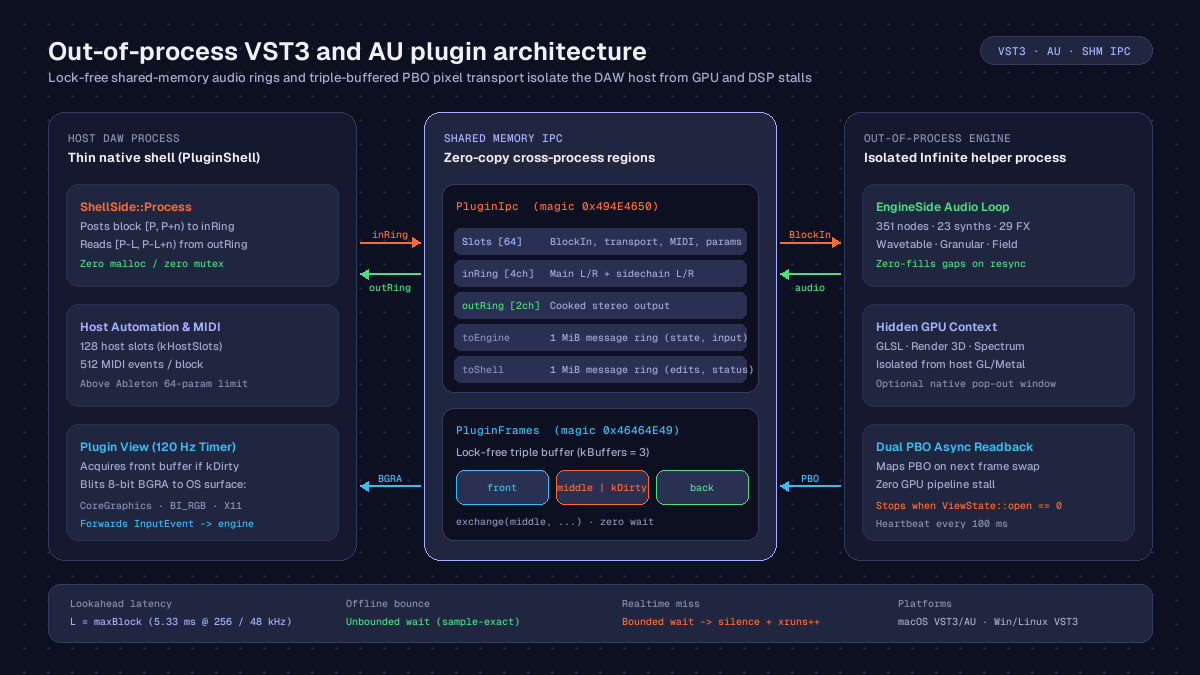 Out-of-process VST3 and AU plugin architecture
VST3 · AU · SHM IPC
Lock-free shared-memory audio rings and triple-buffered PBO pixel transport isolate the DAW host from GPU and DSP stalls
HOST DAW PROCESS
Thin native shell (PluginShell)
ShellSide::Process
Posts block [P, P+n) to inRing
Reads [P-L, P-L+n) from outRing
Zero malloc / zero mutex
Host Automation & MIDI
128 host slots (kHostSlots)
512 MIDI events / block
Above Ableton 64-param limit
Plugin View (120 Hz Timer)
Acquires front buffer if kDirty
Blits 8-bit BGRA to OS surface:
CoreGraphics · BI_RGB · X11
Forwards InputEvent -> engine
inRing
outRing
BGRA
SHARED MEMORY IPC
Zero-copy cross-process regions
PluginIpc (magic 0x494E4650)
Slots [64] BlockIn, transport, MIDI, params
inRing [4ch] Main L/R + sidechain L/R
outRing [2ch] Cooked stereo output
toEngine 1 MiB message ring (state, input)
toShell 1 MiB message ring (edits, status)
PluginFrames (magic 0x46464E49)
Lock-free triple buffer (kBuffers = 3)
front
middle | kDirty
back
exchange(middle, ...) · zero wait
BlockIn
audio
PBO
OUT-OF-PROCESS ENGINE
Isolated Infinite helper process
EngineSide Audio Loop
351 nodes · 23 synths · 29 FX
Wavetable · Granular · Field
Zero-fills gaps on resync
Hidden GPU Context
GLSL · Render 3D · Spectrum
Isolated from host GL/Metal
Optional native pop-out window
Dual PBO Async Readback
Maps PBO on next frame swap
Zero GPU pipeline stall
Stops when ViewState::open == 0
Heartbeat every 100 ms
Lookahead latency
L = maxBlock (5.33 ms @ 256 / 48 kHz)
Offline bounce
Unbounded wait (sample-exact)
Realtime miss
Bounded wait -> silence + xruns++
Platforms
macOS VST3/AU · Win/Linux VST3